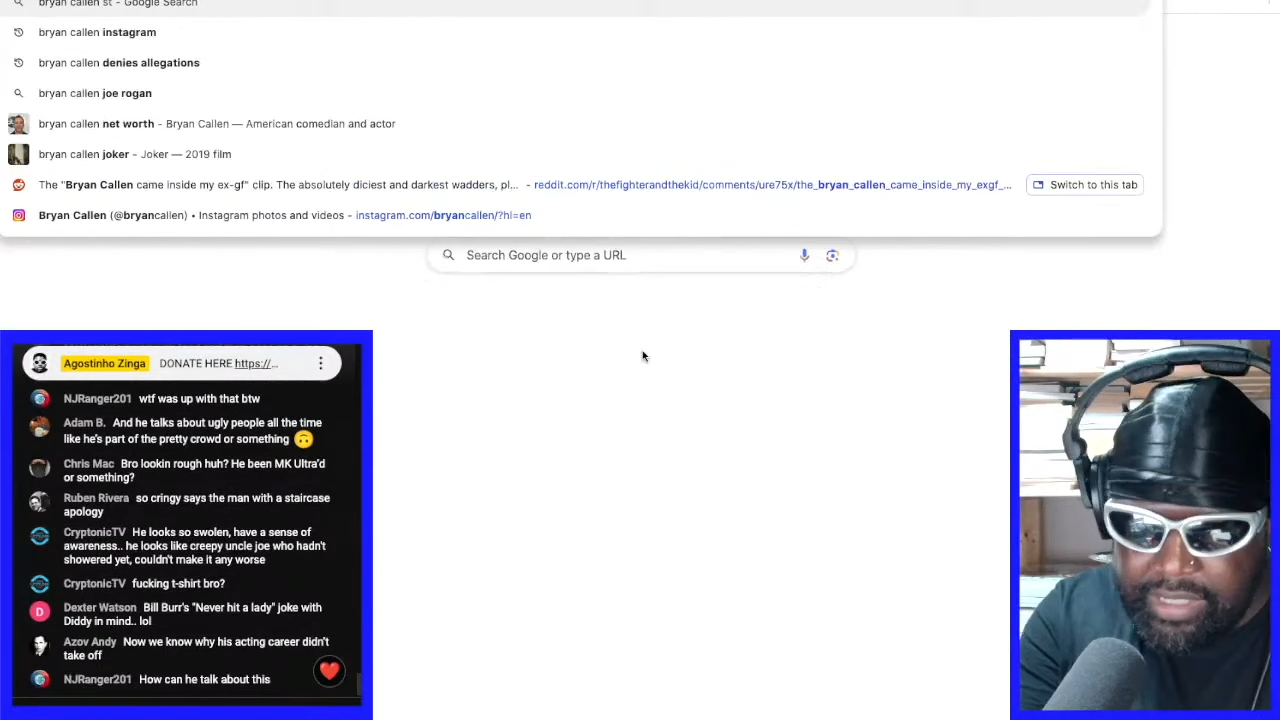 bryan callen st - Google Search
bryan callen instagram
bryan callen denies allegations
bryan callen joe rogan
bryan callen net worth - Bryan Callen — American comedian and actor
bryan callen joker - Joker — 2019 film
The "Bryan Callen came inside my ex-gf" clip. The absolutely diciest and darkest wadders, pl... - reddit.com/r/thefighterandthekid/comments/ure75x/the_bryan_callen_came_inside_my_exgf_... Switch to this tab
Bryan Callen (@bryancallen) • Instagram photos and videos - instagram.com/bryancallen/?hl=en
Search Google or type a URL
Agostinho Zinga DONATE HERE https://...
NJRanger201 wtf was up with that btw
Adam B. And he talks about ugly people all the time
like he's part of the pretty crowd or something 🙃
Chris Mac Bro lookin rough huh? He been MK Ultra'd
or something?
Ruben Rivera so cringy says the man with a staircase
apology
CryptonicTV He looks so swolen, have a sense of
awareness.. he looks like creepy uncle joe who hadn't
showered yet, couldn't make it any worse
CryptonicTV fucking t-shirt bro?
D Dexter Watson Bill Burr's "Never hit a lady" joke with
Diddy in mind.. lol
Azov Andy Now we know why his acting career didn't
take off
NJRanger201 How can he talk about this